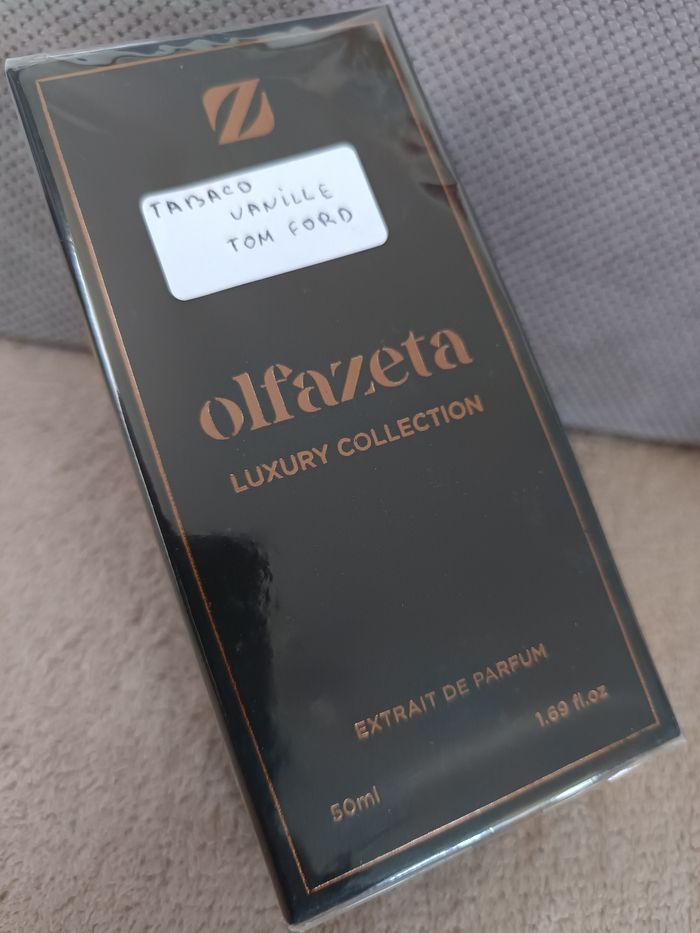 Z
TABACO
VANILLE
TOM FORD
olfazeta
LUXURY COLLECTION
EXTRAIT DE PARFUM
1.69 fl.oz
50ml